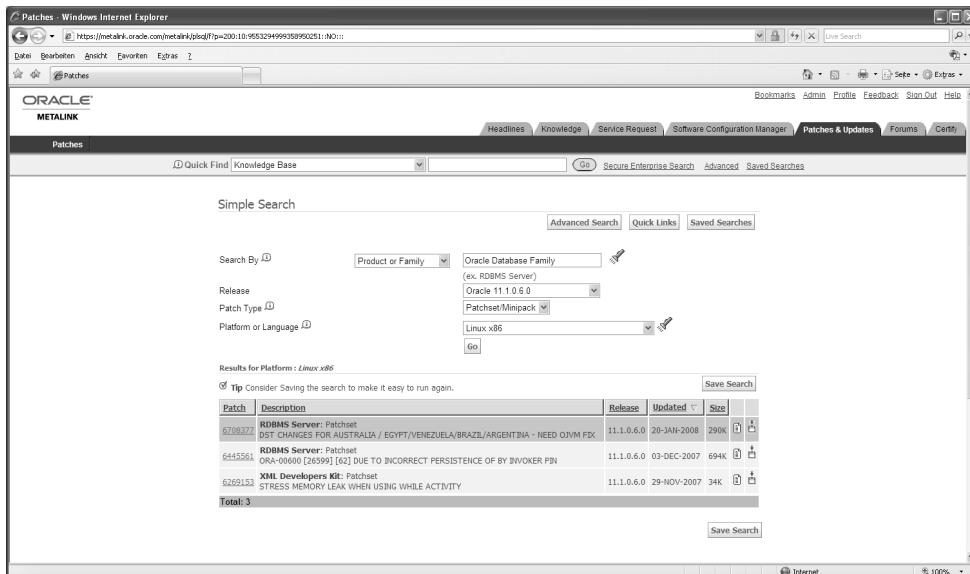 Patches - Windows Internet Explorer
https://metalink.oracle.com/metalink/plsql/f?p=200:10:9553294999358950251::NO:::
Live Search
Datei Bearbeiten Ansicht Favoriten Extras ?
Patches
Seite Extras
ORACLE
METALINK
Bookmarks Admin Profile Feedback Sign Out Help
Headlines Knowledge Service Request Software Configuration Manager Patches & Updates Forums Certify
Patches
Quick Find Knowledge Base Go Secure Enterprise Search Advanced Saved Searches
Simple Search
Advanced Search Quick Links Saved Searches
Search By Product or Family Oracle Database Family
(ex. RDBMS Server)
Release Oracle 11.1.0.6.0
Patch Type Patchset/Minipack
Platform or Language Linux x86
Go
Results for Platform : Linux x86
Tip Consider Saving the search to make it easy to run again. Save Search
Patch Description Release Updated Size
6708377 RDBMS Server: Patchset 11.1.0.6.0 20-JAN-2008 290K
DST CHANGES FOR AUSTRALIA / EGYPT/VENEZUELA/BRAZIL/ARGENTINA - NEED OJVM FIX
6445561 RDBMS Server: Patchset 11.1.0.6.0 03-DEC-2007 694K
ORA-00600 [26599] [62] DUE TO INCORRECT PERSISTENCE OF BY INVOKER PIN
6269153 XML Developers Kit: Patchset 11.1.0.6.0 29-NOV-2007 34K
STRESS MEMORY LEAK WHEN USING WHILE ACTIVITY
Total: 3
Save Search
Internet 100%